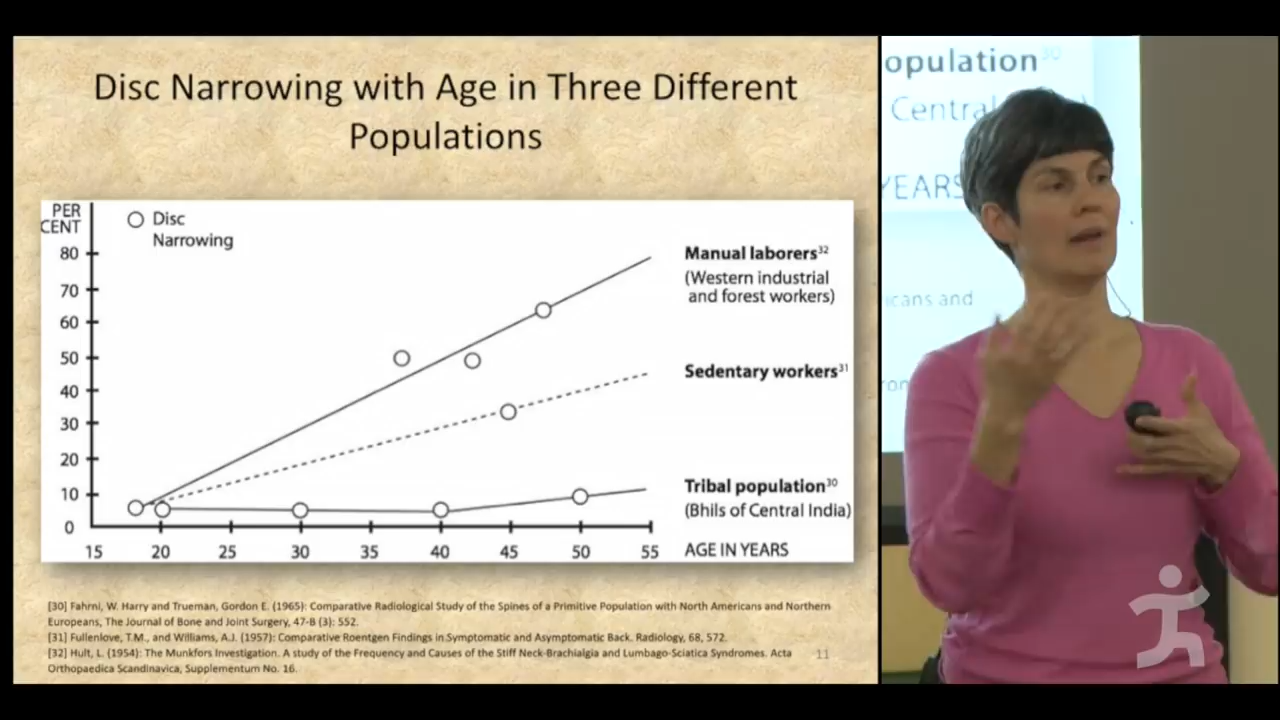 Disc Narrowing with Age in Three Different
Populations
PER
CENT
Disc
Narrowing
80
70
60
50
40
30
20
10
0
15 20 25 30 35 40 45 50 55
AGE IN YEARS
Manual laborers³²
(Western industrial
and forest workers)
Sedentary workers³¹
Tribal population³⁰
(Bhils of Central India)
[30] Fahrni, W. Harry and Trueman, Gordon E. (1965): Comparative Radiological Study of the Spines of a Primitive Population with North Americans and Northern
Europeans, The Journal of Bone and Joint Surgery, 47-B (3): 552.
[31] Fullenlove, T.M., and Williams, A.J. (1957): Comparative Roentgen Findings in Symptomatic and Asymptomatic Back. Radiology, 68, 572.
[32] Hult, L. (1954): The Munkfors Investigation. A study of the Frequency and Causes of the Stiff Neck-Brachialgia and Lumbago-Sciatica Syndromes. Acta
Orthopaedica Scandinavica, Supplementum No. 16.
11
opulation³⁰
Central
YEARS
icans and